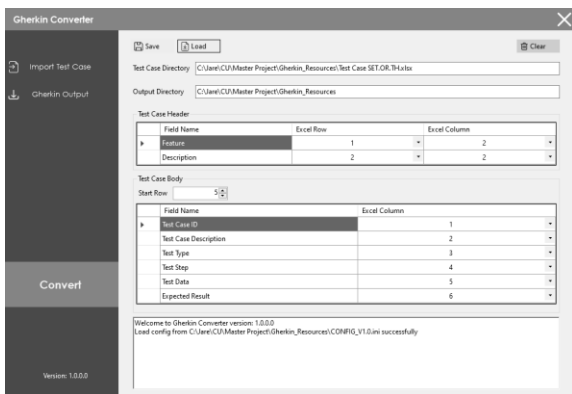 Gherkin Converter
Save Load Clear
Import Test Case
Gherkin Output
Test Case Directory C:\Jare\CU\Master Project\Gherkin_Resources\Test Case SET.OR.TH.xlsx
Output Directory C:\Jare\CU\Master Project\Gherkin_Resources
Test Case Header
Field Name Excel Row Excel Column
Feature 1 2
Description 2 2
Test Case Body
Start Row 5
Field Name Excel Column
Test Case ID 1
Test Case Description 2
Test Type 3
Test Step 4
Test Data 5
Expected Result 6
Convert
Welcome to Gherkin Converter version: 1.0.0.0
Load config from C:\Jare\CU\Master Project\Gherkin_Resources\CONFIG_V1.0.ini successfully
Version: 1.0.0.0